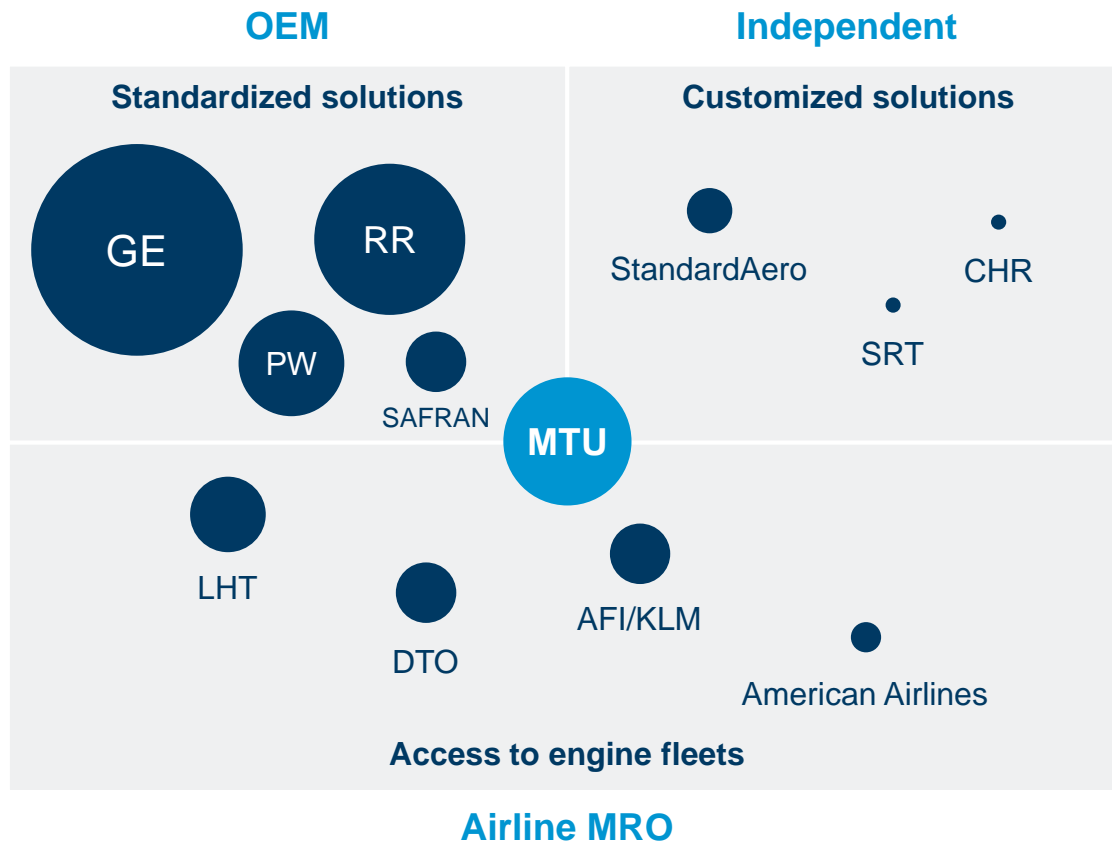 OEM
Independent
Standardized solutions
Customized solutions
GE
RR
StandardAero
CHR
PW
SRT
SAFRAN
MTU
LHT
AFI/KLM
DTO
American Airlines
Access to engine fleets
Airline MRO